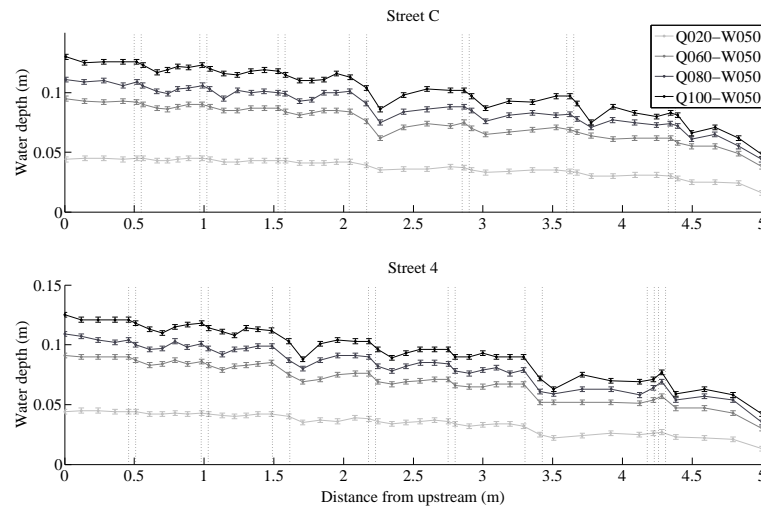 Street C
Q020−W050
Q060−W050
Q080−W050
Q100−W050
Water depth (m)
0.1
0.05
0
0 0.5 1 1.5 2 2.5 3 3.5 4 4.5 5
Street 4
Water depth (m)
0.15
0.1
0.05
0
0 0.5 1 1.5 2 2.5 3 3.5 4 4.5 5
Distance from upstream (m)